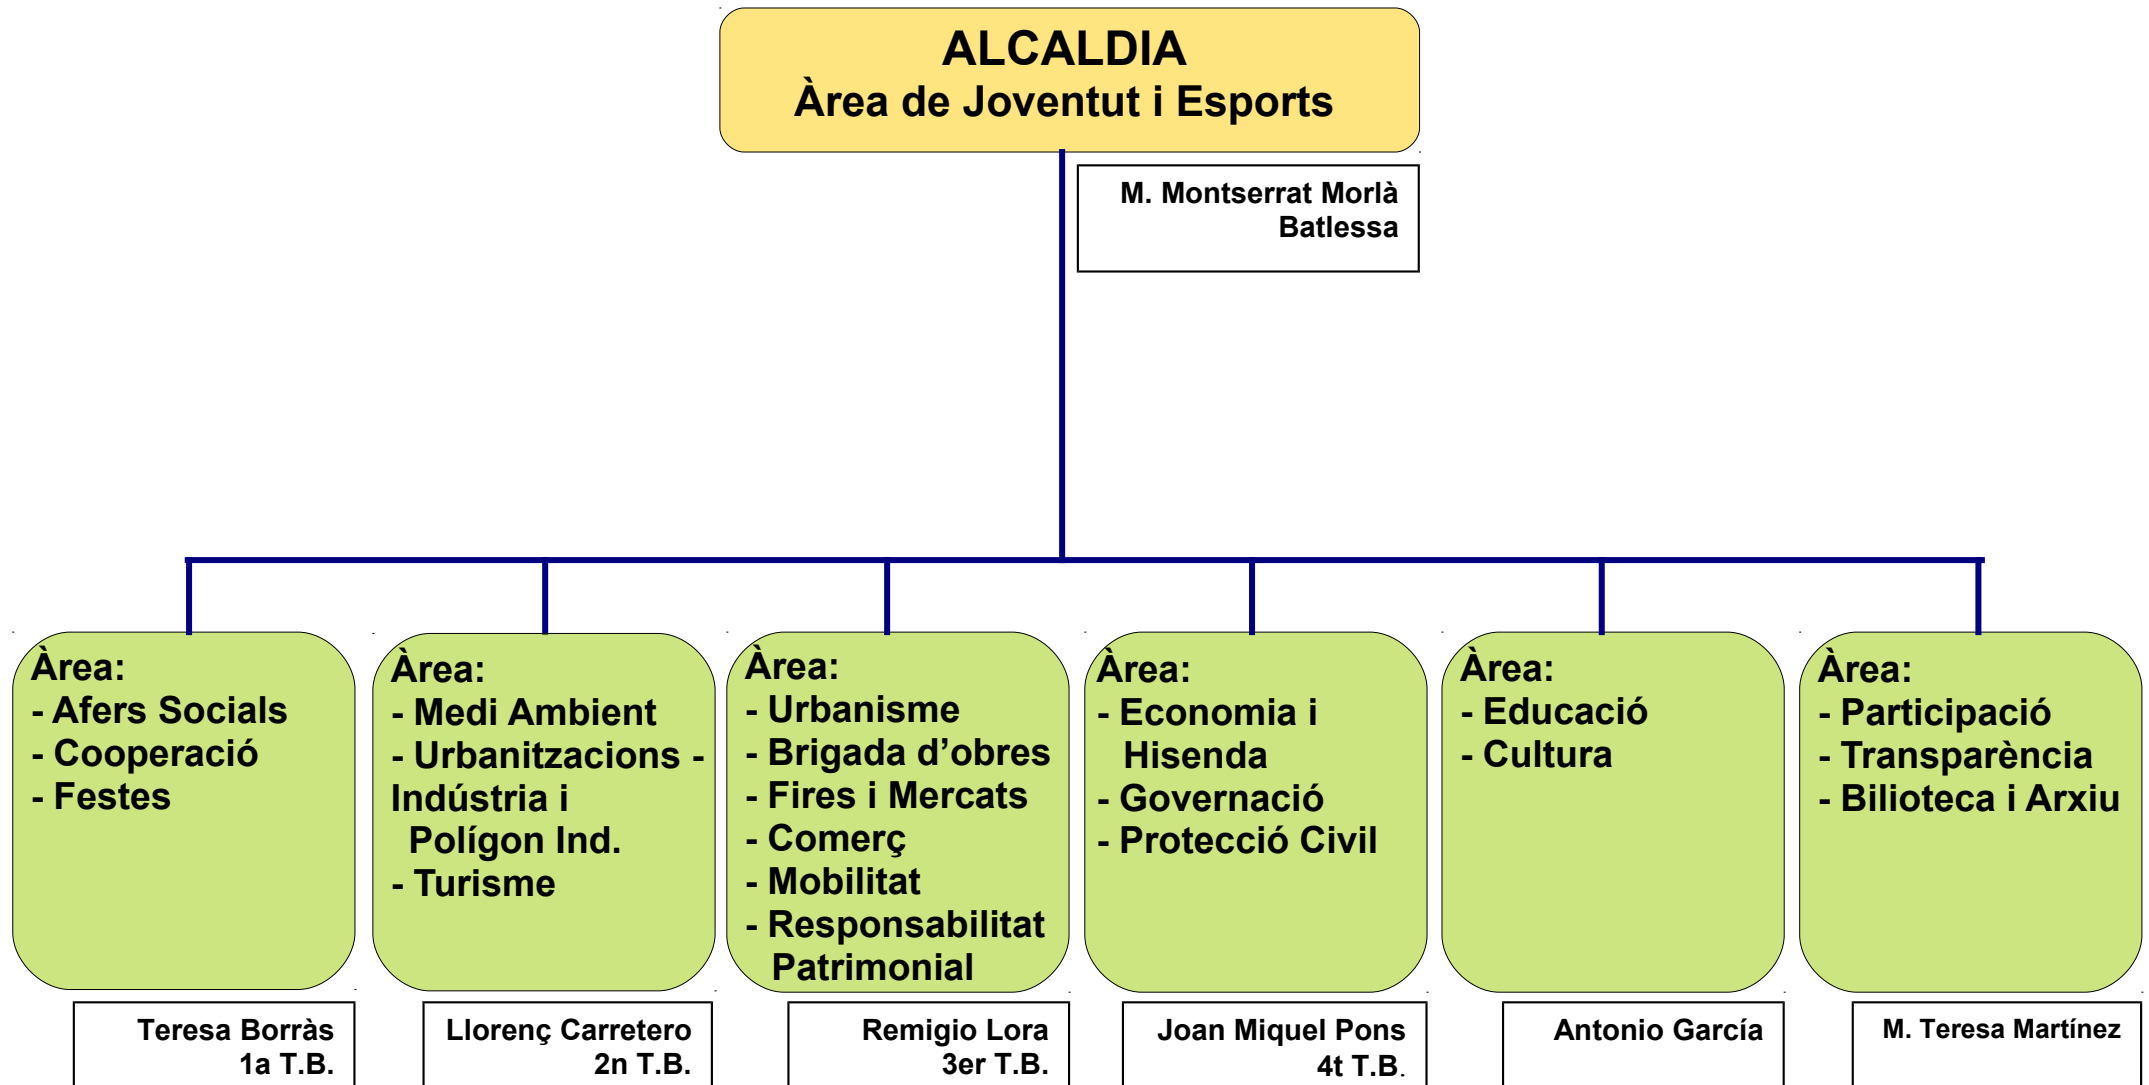 ALCALDIA
Àrea de Joventut i Esports
M. Montserrat Morlà
Batlessa
Àrea:
- Afers Socials
- Cooperació
- Festes
Teresa Borràs
1a T.B.
Àrea:
- Medi Ambient
- Urbanitzacions -
Indústria i
Polígon Ind.
- Turisme
Llorenç Carretero
2n T.B.
Àrea:
- Urbanisme
- Brigada d’obres
- Fires i Mercats
- Comerç
- Mobilitat
- Responsabilitat
Patrimonial
Remigio Lora
3er T.B.
Àrea:
- Economia i
Hisenda
- Governació
- Protecció Civil
Joan Miquel Pons
4t T.B.
Àrea:
- Educació
- Cultura
Antonio García
Àrea:
- Participació
- Transparència
- Bilioteca i Arxiu
M. Teresa Martínez